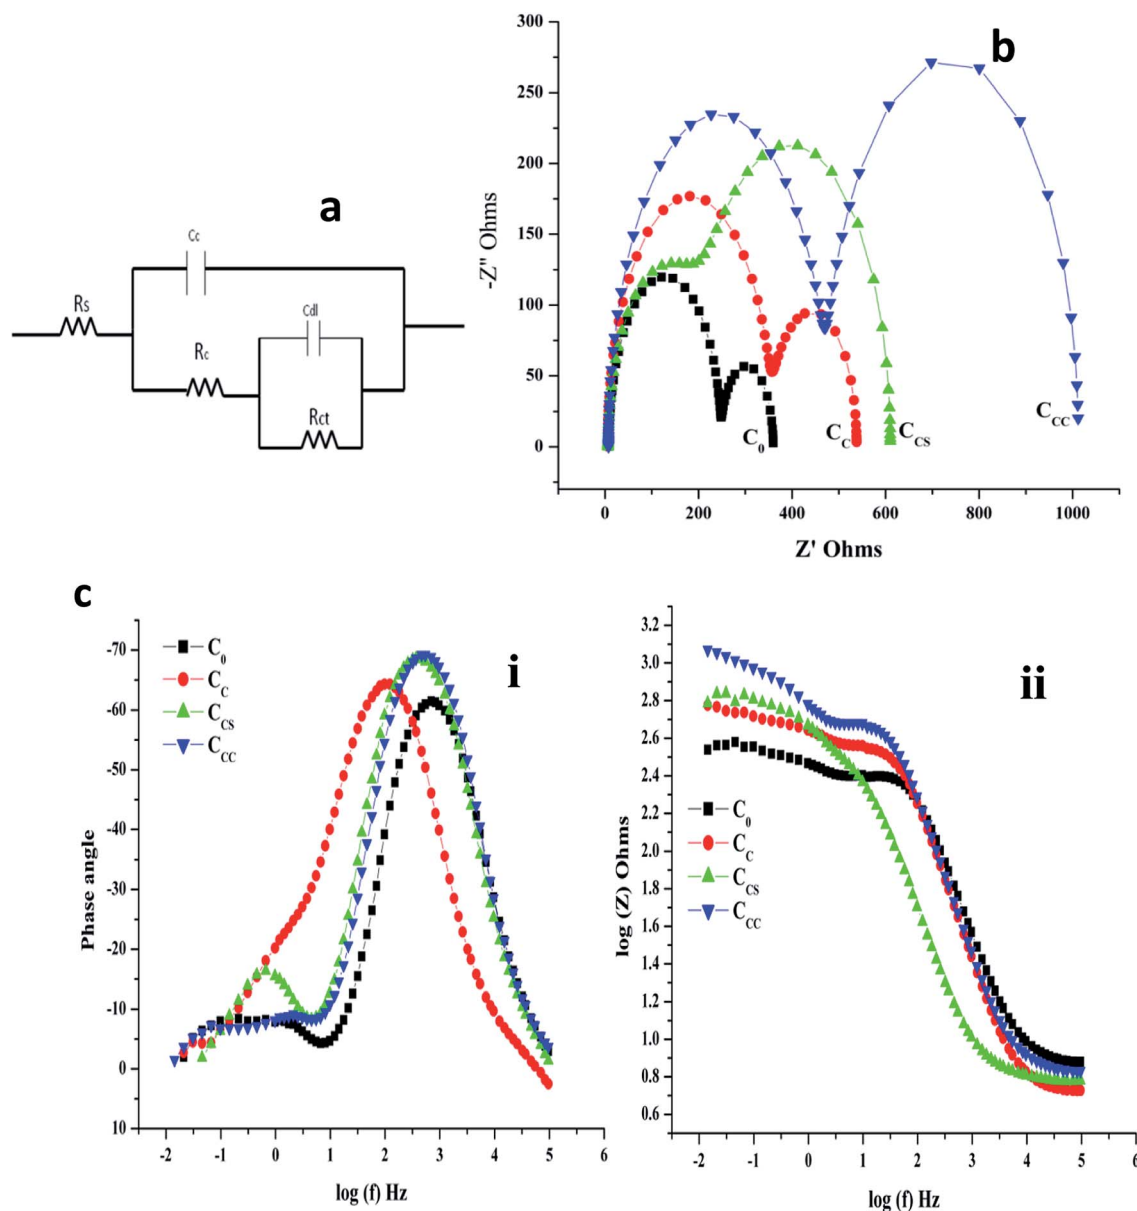 a
Cc
Rs
Cdl
Rc
Rct
b
300
250
200
150
100
50
0
-Z" Ohms
C0
CC
CCS
CCC
0 200 400 600 800 1000
Z' Ohms
c
i
C0
CC
CCS
CCC
-70
-60
-50
-40
-30
-20
-10
0
10
Phase angle
-2 -1 0 1 2 3 4 5 6
log (f) Hz
ii
3.2
3.0
2.8
2.6
2.4
2.2
2.0
1.8
1.6
1.4
1.2
1.0
0.8
0.6
log (Z) Ohms
C0
CC
CCS
CCC
-2 -1 0 1 2 3 4 5 6
log (f) Hz